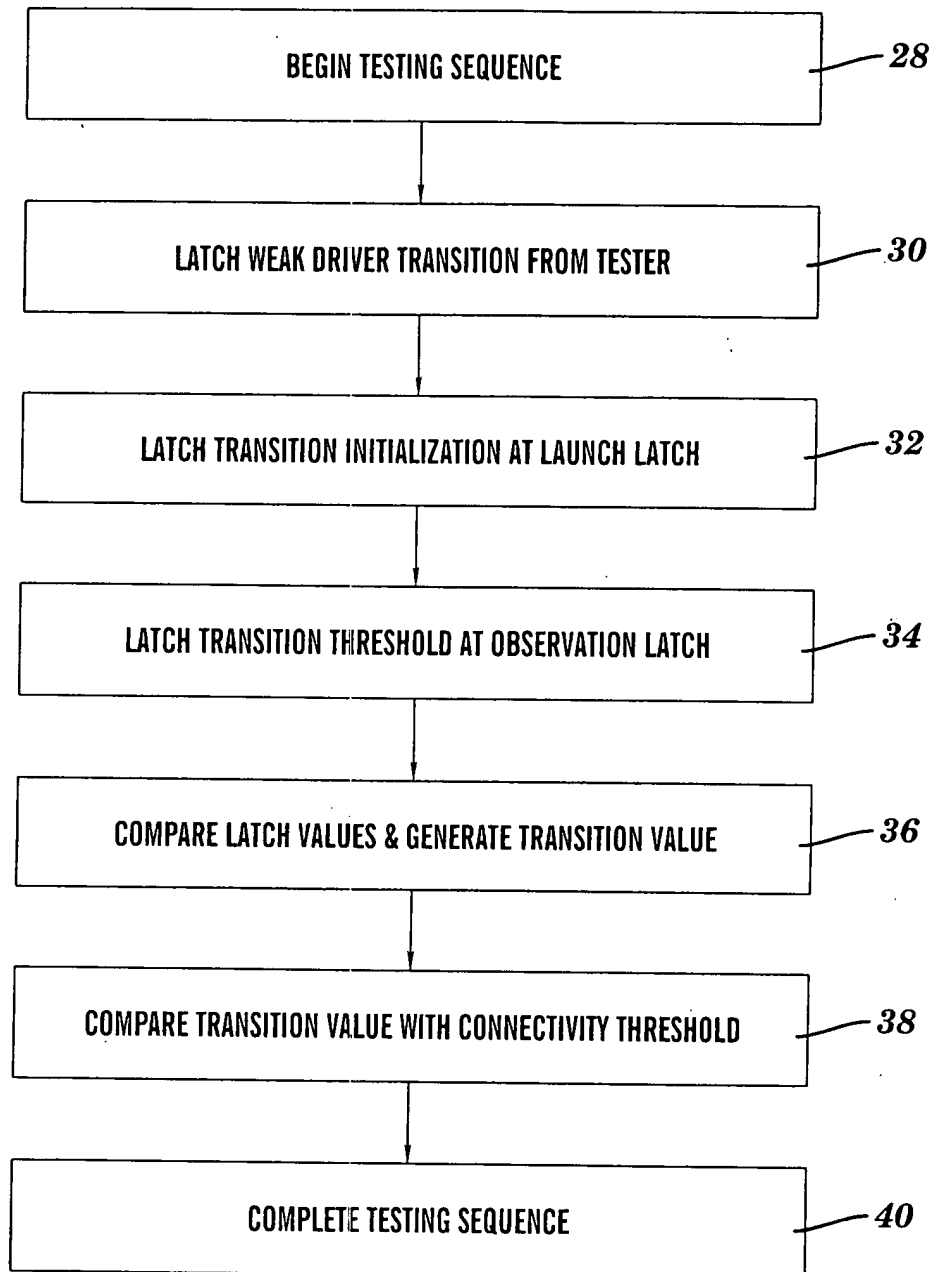 BEGIN TESTING SEQUENCE 28
LATCH WEAK DRIVER TRANSITION FROM TESTER 30
LATCH TRANSITION INITIALIZATION AT LAUNCH LATCH 32
LATCH TRANSITION THRESHOLD AT OBSERVATION LATCH 34
COMPARE LATCH VALUES & GENERATE TRANSITION VALUE 36
COMPARE TRANSITION VALUE WITH CONNECTIVITY THRESHOLD 38
COMPLETE TESTING SEQUENCE 40